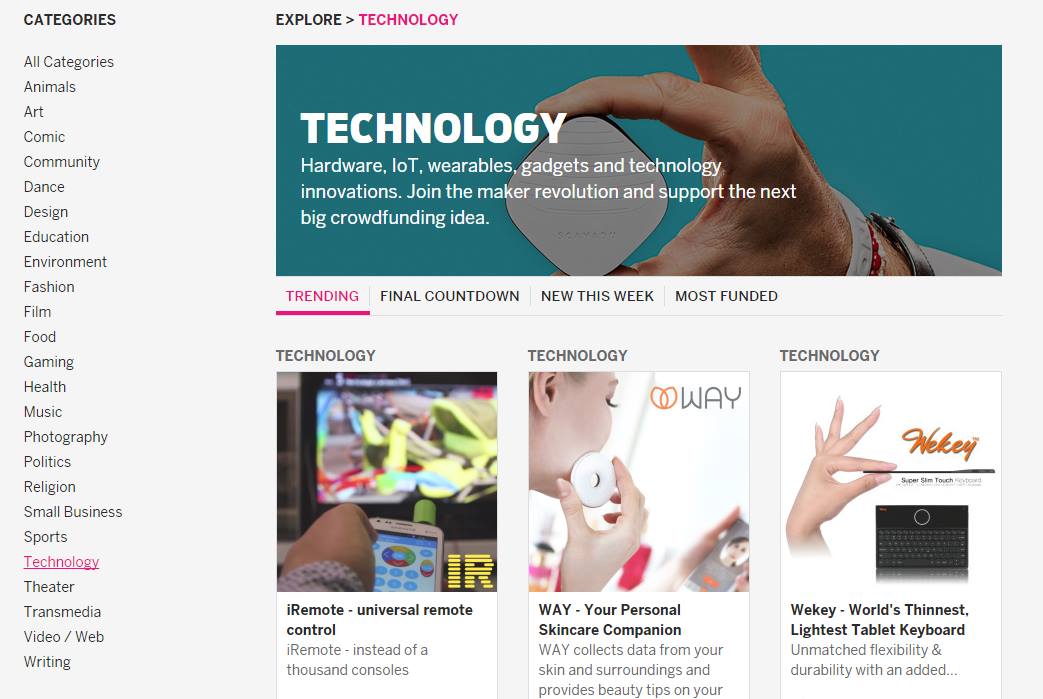 CATEGORIES
All Categories
Animals
Art
Comic
Community
Dance
Design
Education
Environment
Fashion
Film
Food
Gaming
Health
Music
Photography
Politics
Religion
Small Business
Sports
Technology
Theater
Transmedia
Video / Web
Writing
EXPLORE > TECHNOLOGY
TECHNOLOGY
Hardware, IoT, wearables, gadgets and technology
innovations. Join the maker revolution and support the next
big crowdfunding idea.
SCANADU
TRENDING
FINAL COUNTDOWN
NEW THIS WEEK
MOST FUNDED
TECHNOLOGY
IR
iRemote - universal remote
control
iRemote - instead of a
thousand consoles
TECHNOLOGY
WAY
WAY - Your Personal
Skincare Companion
WAY collects data from your
skin and surroundings and
provides beauty tips on your
TECHNOLOGY
Wekey™
Super Slim Touch Keyboard
Wekey - World's Thinnest,
Lightest Tablet Keyboard
Unmatched flexibility &
durability with an added...